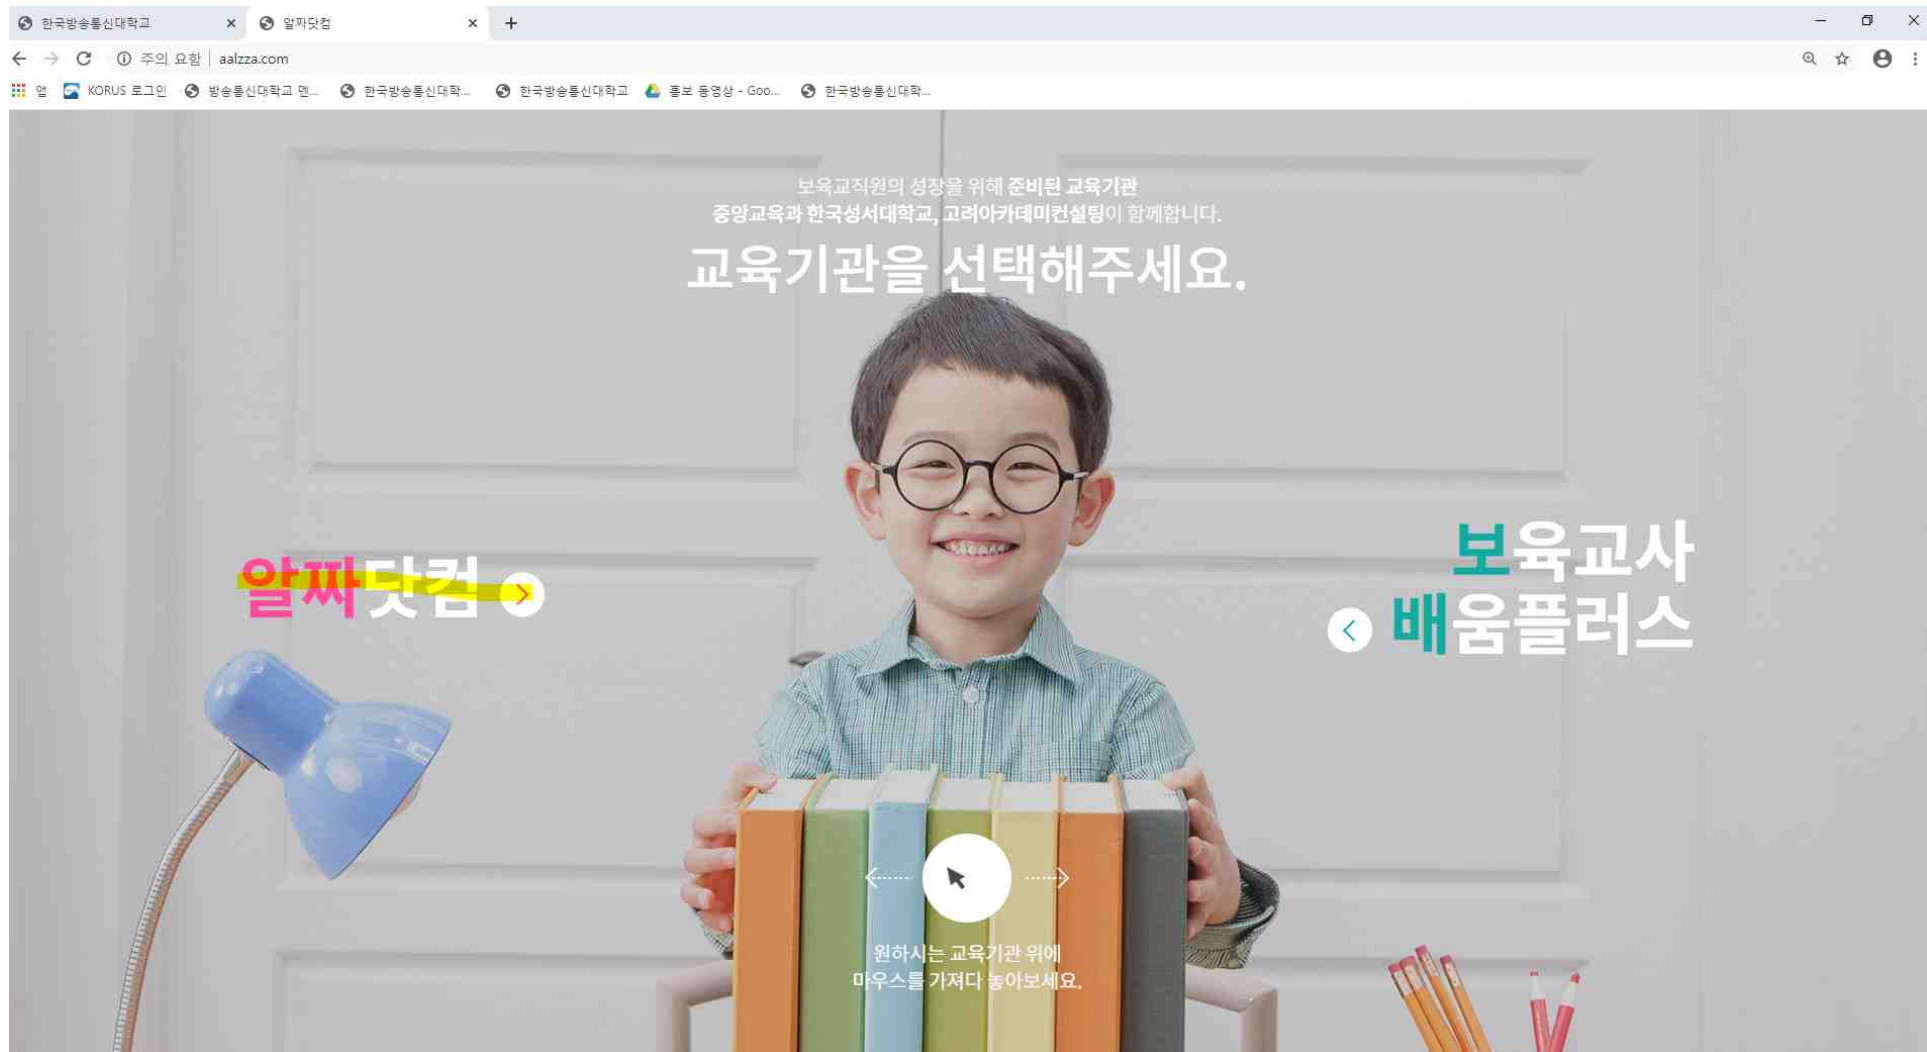 한국방송통신대학교
알짜닷컴
주의 요함 | aalzza.com
앱 KORUS 로그인 방송통신대학교 멘... 한국방송통신대학... 한국방송통신대학교 홍보 동영상 - Goo... 한국방송통신대학...
보육교직원의 성장을 위해 준비된 교육기관
중앙교육과 한국성서대학교, 고려아카데미컨설팅이 함께합니다.
교육기관을 선택해주세요.
알짜닷컴
보육교사
배움플러스
원하시는 교육기관 위에
마우스를 가져다 놓아보세요.